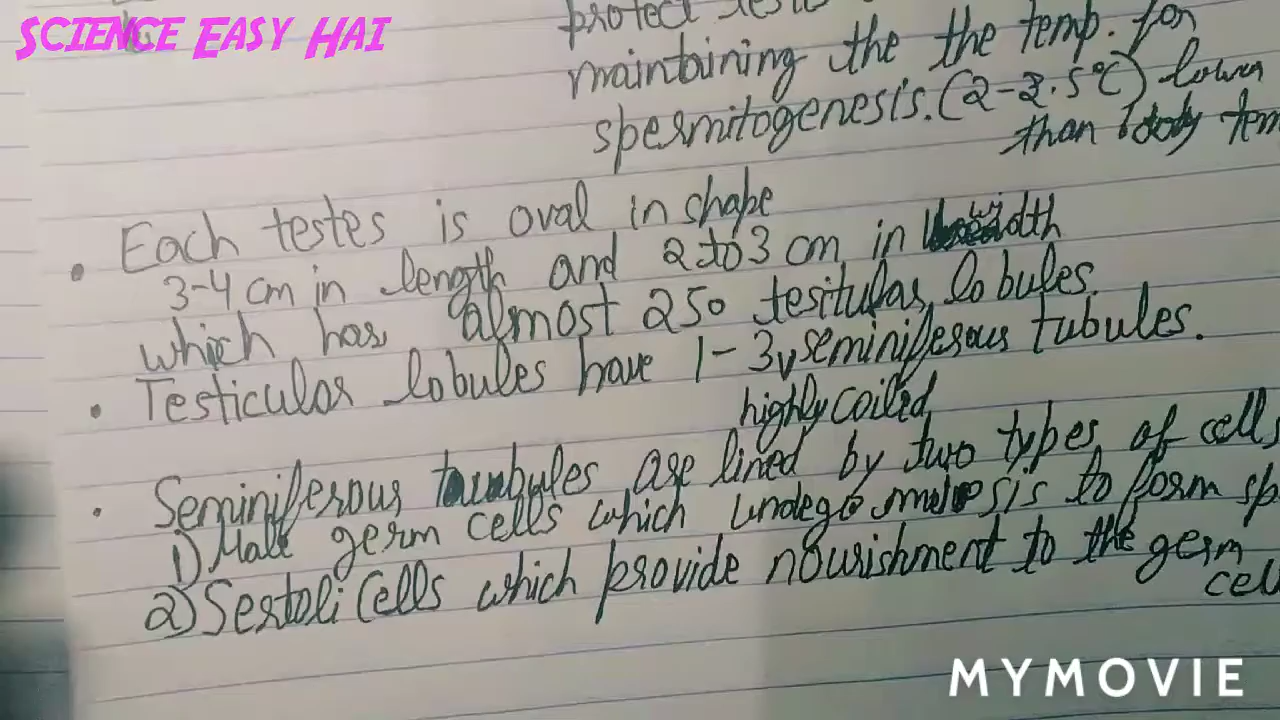 SCIENCE EASY HAI
protect
maintaining the the temp. for
spermitogenesis. (2-2.5°C) lower
than body tem
• Each testes is oval in shape
3-4 cm in length and 2 to 3 cm in width
which has almost 250 tesitular lobules.
• Testicular lobules have 1-3 seminiferous tubules.
highly coiled
• Seminiferous tubules are lined by two types of cells
1) Male germ cells which undego meiosis to form sp
2) Sertoli Cells which provide nourishment to the germ
cel
MYMOVIE